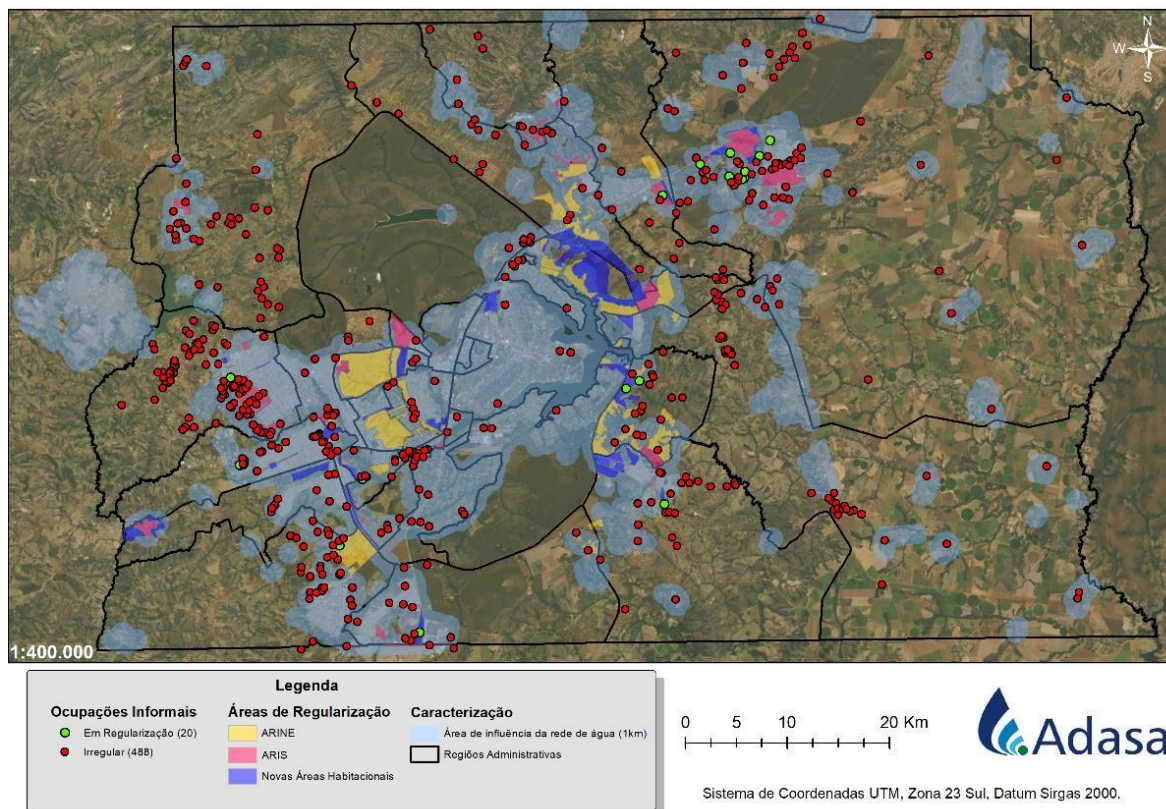 N
W E
S
1:400.000
Legenda
Ocupações Informais
Em Regularização (20)
Irregular (488)
Áreas de Regularização
ARINE
ARIS
Novas Áreas Habitacionais
Caracterização
Área de influência da rede de água (1km)
Rogiões Administrativas
0 5 10 20 Km
Adasa
Sistema de Coordenadas UTM, Zona 23 Sul, Datum Sirgas 2000.